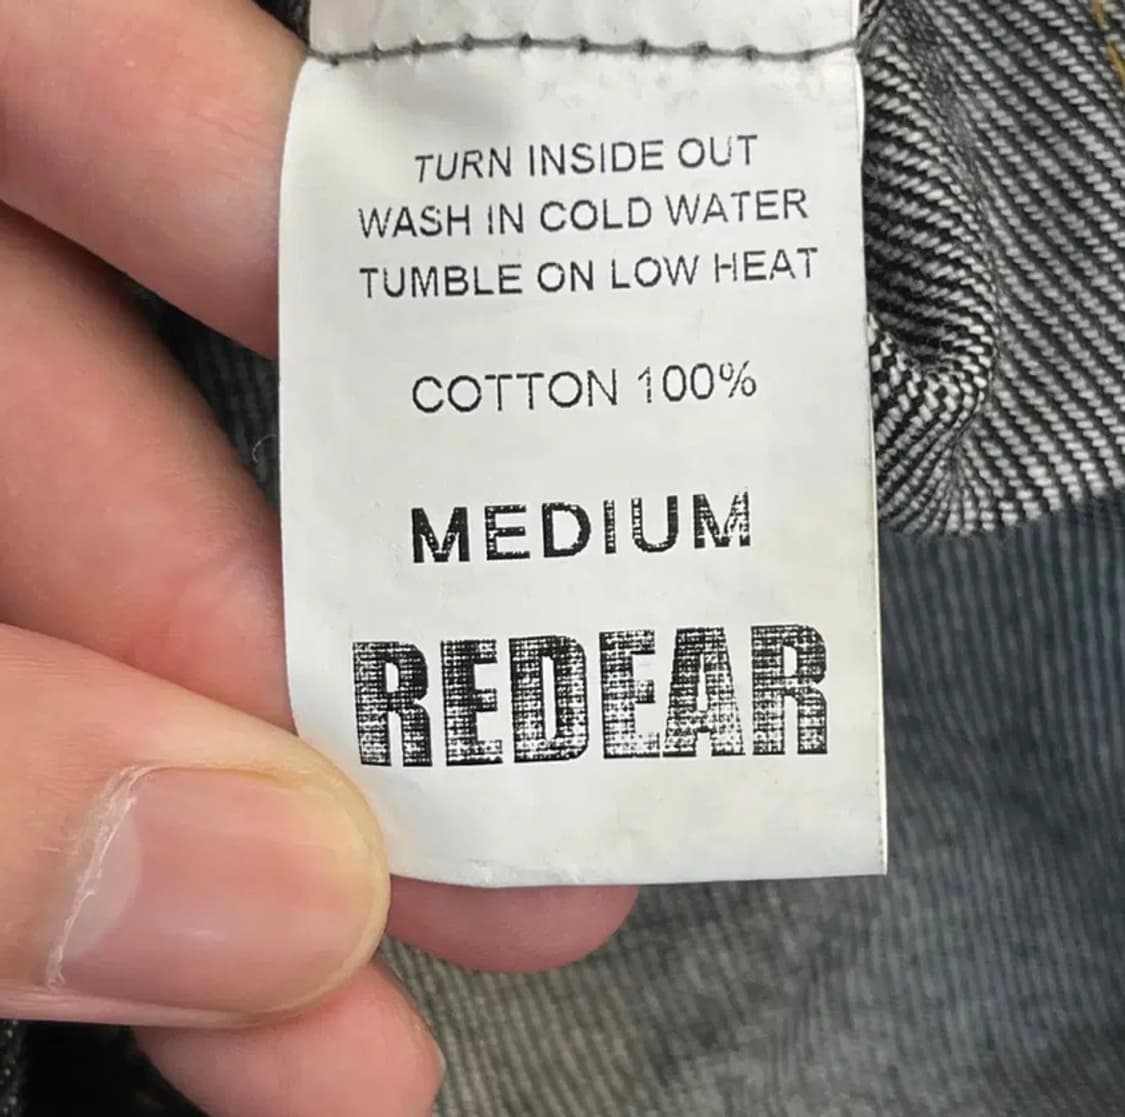 TURN INSIDE OUT
WASH IN COLD WATER
TUMBLE ON LOW HEAT
COTTON 100%
MEDIUM
REDEAR